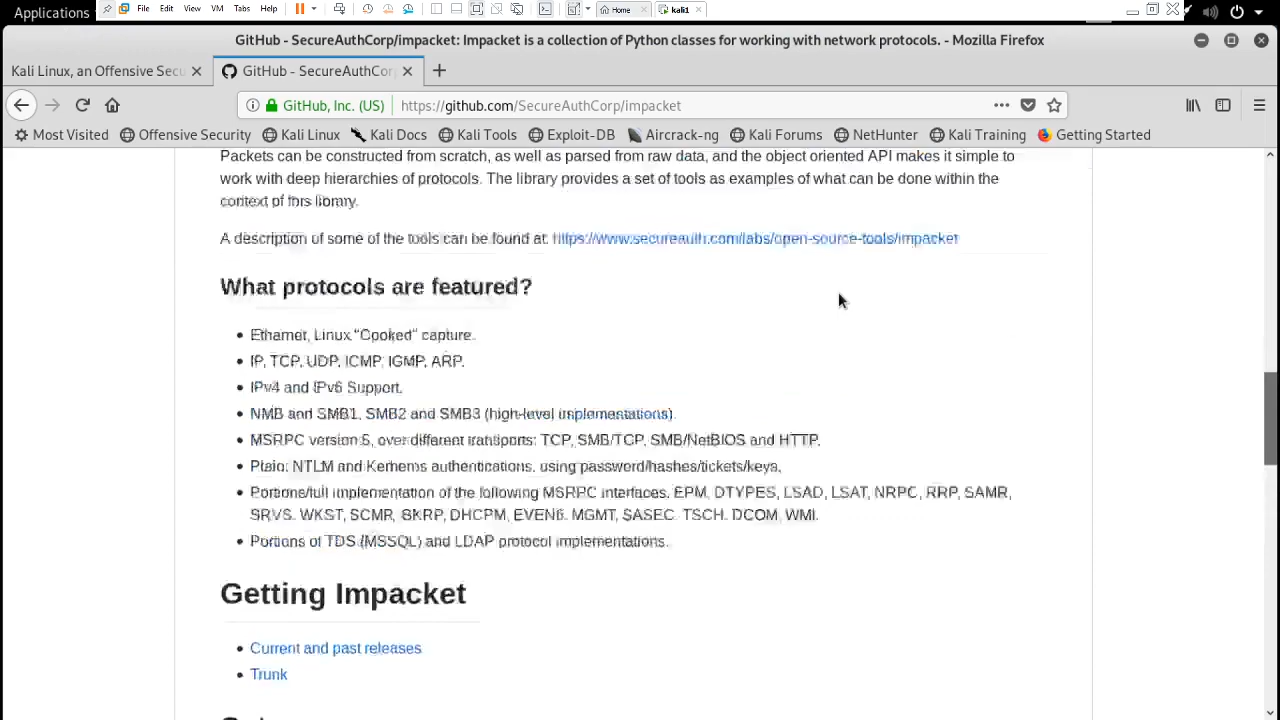 Applications File Edit View VM Tabs Help Home kali1
GitHub - SecureAuthCorp/impacket: Impacket is a collection of Python classes for working with network protocols. - Mozilla Firefox
Kali Linux, an Offensive Secu GitHub - SecureAuthCorp
GitHub, Inc. (US) https://github.com/SecureAuthCorp/impacket
Most Visited Offensive Security Kali Linux Kali Docs Kali Tools Exploit-DB Aircrack-ng Kali Forums NetHunter Kali Training Getting Started
Packets can be constructed from scratch, as well as parsed from raw data, and the object oriented API makes it simple to
work with deep hierarchies of protocols. The library provides a set of tools as examples of what can be done within the
context of this library.
A description of some of the tools can be found at: https://www.secureauth.com/labs/open-source-tools/impacket
What protocols are featured?
Ethernet, Linux "Cooked" capture.
IP, TCP, UDP, ICMP, IGMP, ARP.
IPv4 and IPv6 Support.
NMB and SMB1, SMB2 and SMB3 (high-level implementations).
MSRPC version 5, over different transports: TCP, SMB/TCP, SMB/NetBIOS and HTTP.
Plain, NTLM and Kerberos authentications, using password/hashes/tickets/keys.
Portions/full implementation of the following MSRPC interfaces: EPM, DTYPES, LSAD, LSAT, NRPC, RRP, SAMR,
SRVS, WKST, SCMR, BKRP, DHCPM, EVEN6, MGMT, SASEC, TSCH, DCOM, WMI.
Portions of TDS (MSSQL) and LDAP protocol implementations.
Getting Impacket
Current and past releases
Trunk